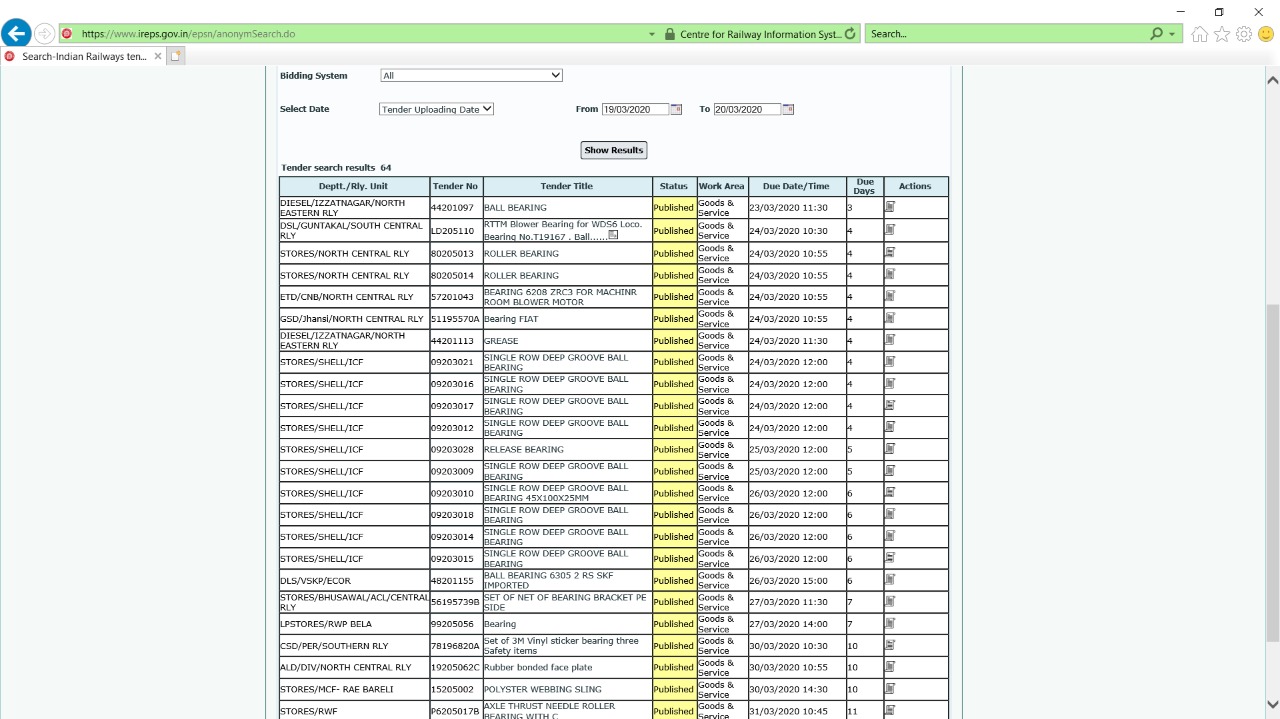 https://www.ireps.gov.in/epsn/anonymSearch.do
Centre for Railway Information Syst...
Search...
Search-Indian Railways ten...
Bidding System All
Select Date Tender Uploading Date From 19/03/2020 To 20/03/2020
Show Results
Tender search results 64
Deptt./Rly. Unit Tender No Tender Title Status Work Area Due Date/Time Due Days Actions
DIESEL/IZZATNAGAR/NORTH EASTERN RLY 44201097 BALL BEARING Published Goods & Service 23/03/2020 11:30 3
DSL/GUNTAKAL/SOUTH CENTRAL RLY LD205110 RTTM Blower Bearing for WDS6 Loco. Bearing No.T19167 . Ball...... Published Goods & Service 24/03/2020 10:30 4
STORES/NORTH CENTRAL RLY 80205013 ROLLER BEARING Published Goods & Service 24/03/2020 10:55 4
STORES/NORTH CENTRAL RLY 80205014 ROLLER BEARING Published Goods & Service 24/03/2020 10:55 4
ETD/CNB/NORTH CENTRAL RLY 57201043 BEARING 6208 ZRC3 FOR MACHINR ROOM BLOWER MOTOR Published Goods & Service 24/03/2020 10:55 4
GSD/Jhansi/NORTH CENTRAL RLY 51195570A Bearing FIAT Published Goods & Service 24/03/2020 10:55 4
DIESEL/IZZATNAGAR/NORTH EASTERN RLY 44201113 GREASE Published Goods & Service 24/03/2020 11:30 4
STORES/SHELL/ICF 09203021 SINGLE ROW DEEP GROOVE BALL BEARING Published Goods & Service 24/03/2020 12:00 4
STORES/SHELL/ICF 09203016 SINGLE ROW DEEP GROOVE BALL BEARING Published Goods & Service 24/03/2020 12:00 4
STORES/SHELL/ICF 09203017 SINGLE ROW DEEP GROOVE BALL BEARING Published Goods & Service 24/03/2020 12:00 4
STORES/SHELL/ICF 09203012 SINGLE ROW DEEP GROOVE BALL BEARING Published Goods & Service 24/03/2020 12:00 4
STORES/SHELL/ICF 09203028 RELEASE BEARING Published Goods & Service 25/03/2020 12:00 5
STORES/SHELL/ICF 09203009 SINGLE ROW DEEP GROOVE BALL BEARING Published Goods & Service 25/03/2020 12:00 5
STORES/SHELL/ICF 09203010 SINGLE ROW DEEP GROOVE BALL BEARING 45X100X25MM Published Goods & Service 26/03/2020 12:00 6
STORES/SHELL/ICF 09203018 SINGLE ROW DEEP GROOVE BALL BEARING Published Goods & Service 26/03/2020 12:00 6
STORES/SHELL/ICF 09203014 SINGLE ROW DEEP GROOVE BALL BEARING Published Goods & Service 26/03/2020 12:00 6
STORES/SHELL/ICF 09203015 SINGLE ROW DEEP GROOVE BALL BEARING Published Goods & Service 26/03/2020 12:00 6
DLS/VSKP/ECOR 48201155 BALL BEARING 6305 2 RS SKF IMPORTED Published Goods & Service 26/03/2020 15:00 6
STORES/BHUSAWAL/ACL/CENTRAL RLY 56195739B SET OF NET OF BEARING BRACKET PE SIDE Published Goods & Service 27/03/2020 11:30 7
LPSTORES/RWP BELA 99205056 Bearing Published Goods & Service 27/03/2020 14:00 7
CSD/PER/SOUTHERN RLY 78196820A Set of 3M Vinyl sticker bearing three Safety items Published Goods & Service 30/03/2020 10:30 10
ALD/DIV/NORTH CENTRAL RLY 19205062C Rubber bonded face plate Published Goods & Service 30/03/2020 10:55 10
STORES/MCF- RAE BARELI 15205002 POLYSTER WEBBING SLING Published Goods & Service 30/03/2020 14:30 10
STORES/RWF P6205017B AXLE THRUST NEEDLE ROLLER BEARING WITH C Published Goods & Service 31/03/2020 10:45 11